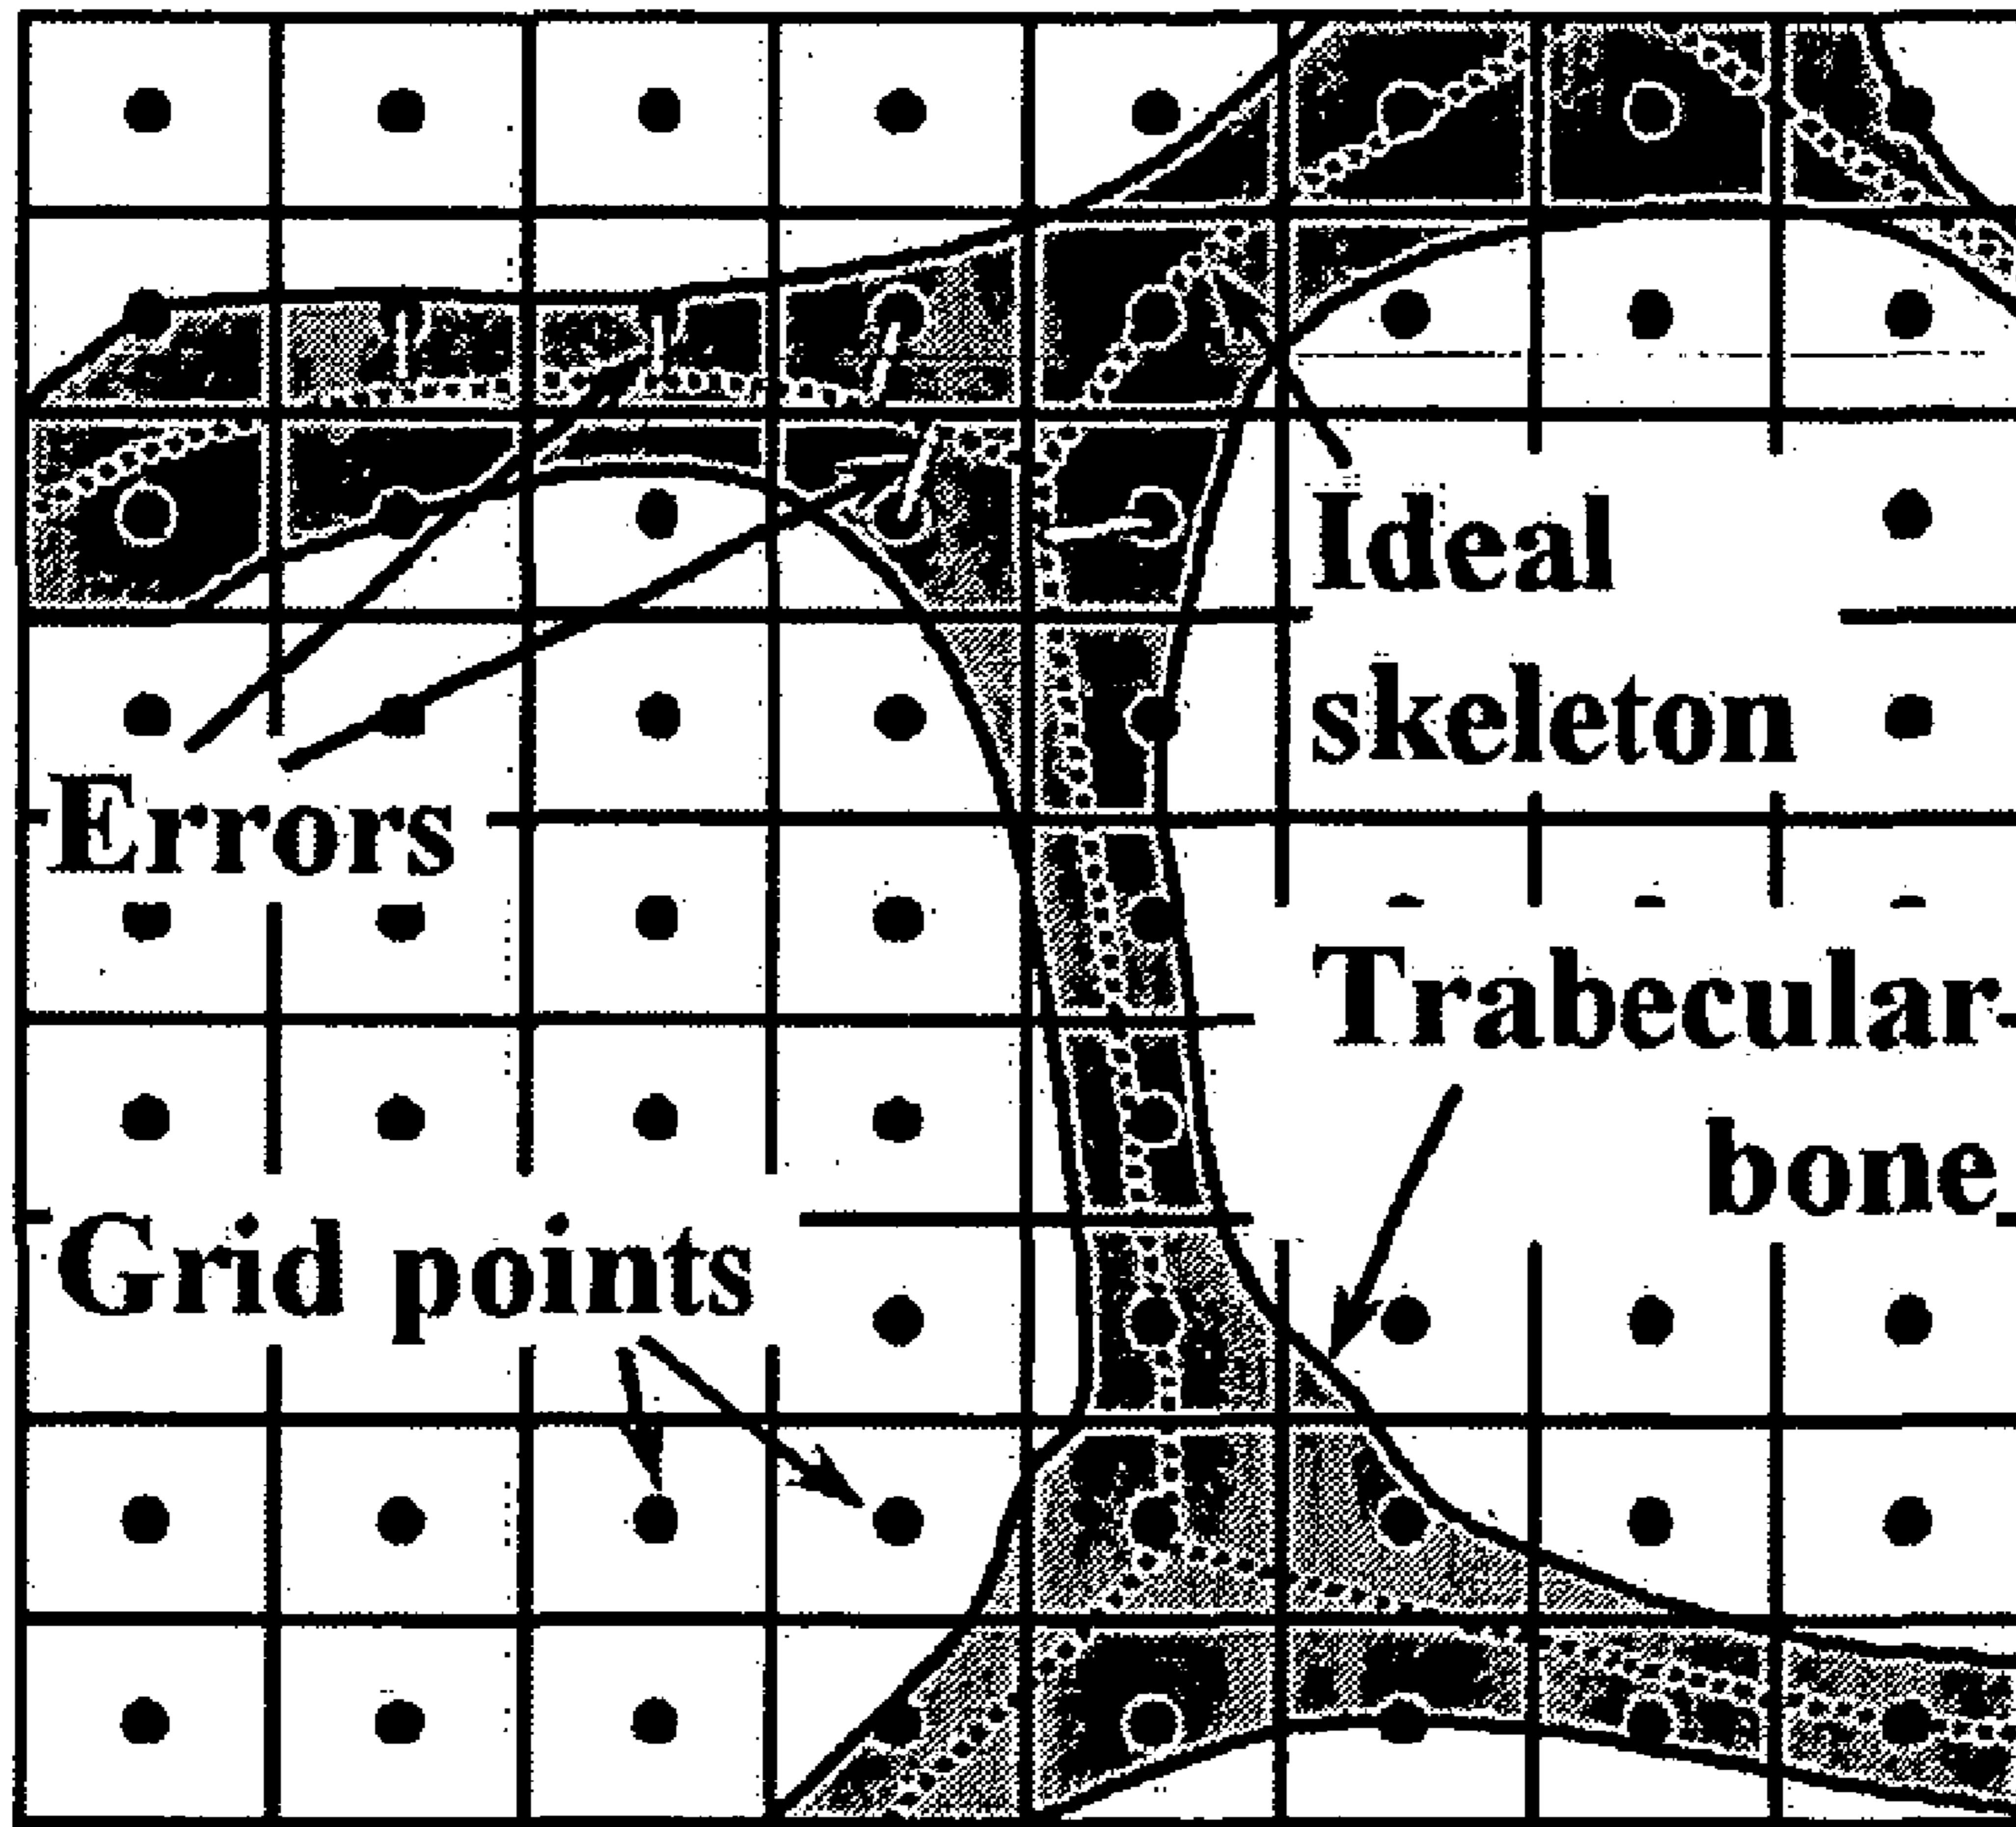 Ideal
skeleton
Errors
Trabecular
bone
Grid points